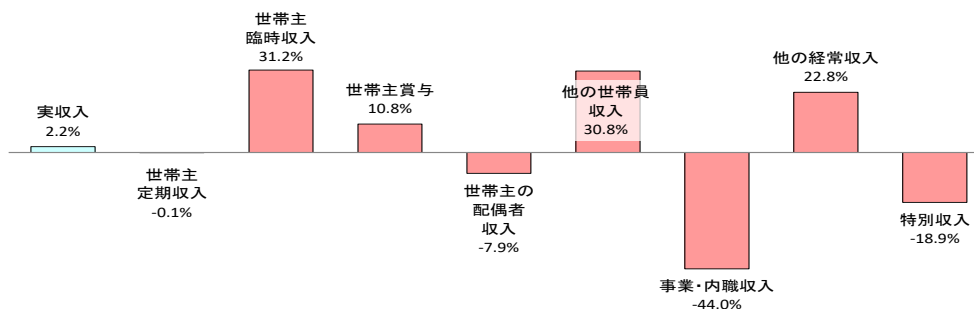 実収入
2.2%
世帯主
定期収入
-0.1%
世帯主
臨時収入
31.2%
世帯主賞与
10.8%
世帯主の
配偶者
収入
-7.9%
他の世帯員
収入
30.8%
事業・内職収入
-44.0%
他の経常収入
22.8%
特別収入
-18.9%